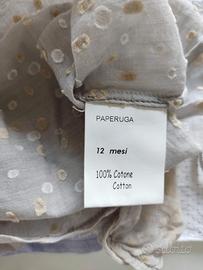 PAPERUGA
12 mesi
100% Cotone
Cotton